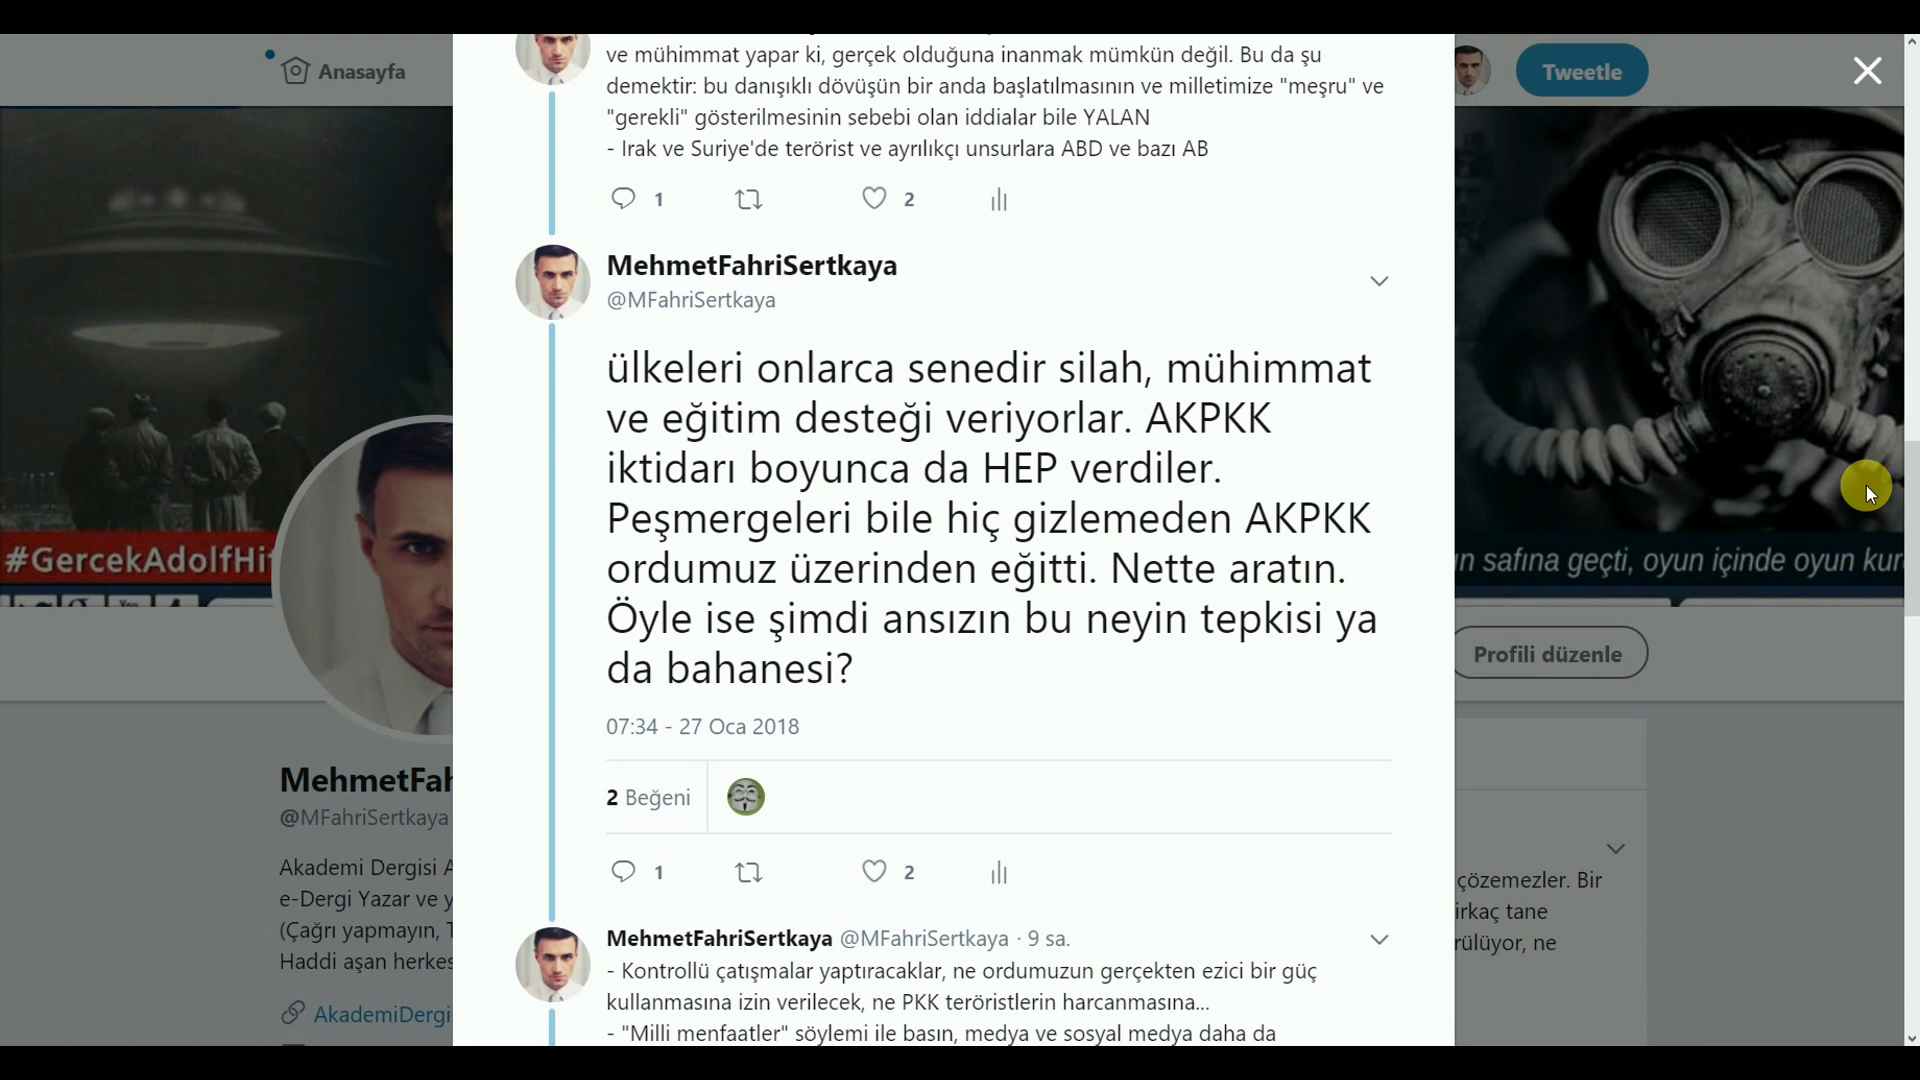 Anasayfa
Tweetle
ve mühimmat yapar ki, gerçek olduğuna inanmak mümkün değil. Bu da şu
demektir: bu danışıklı dövüşün bir anda başlatılmasının ve milletimize "meşru" ve
"gerekli" gösterilmesinin sebebi olan iddialar bile YALAN
- Irak ve Suriye'de terörist ve ayrılıkçı unsurlara ABD ve bazı AB
1 2
MehmetFahriSertkaya
@MFahriSertkaya
ülkeleri onlarca senedir silah, mühimmat
ve eğitim desteği veriyorlar. AKPKK
iktidarı boyunca da HEP verdiler.
Peşmergeleri bile hiç gizlemeden AKPKK
ordumuz üzerinden eğitti. Nette aratın.
Öyle ise şimdi ansızın bu neyin tepkisi ya
da bahanesi?
07:34 - 27 Oca 2018
2 Beğeni
1 2
MehmetFahriSertkaya @MFahriSertkaya · 9 sa.
- Kontrollü çatışmalar yaptıracaklar, ne ordumuzun gerçekten ezici bir güç
kullanmasına izin verilecek, ne PKK teröristlerin harcanmasına...
- "Milli menfaatler" söylemi ile basın, medya ve sosyal medya daha da
#GercekAdolfHit
n safına geçti, oyun içinde oyun kur
Profili düzenle
MehmetFah
@MFahriSertkaya
Akademi Dergisi A
e-Dergi Yazar ve y
(Çağrı yapmayın, T
Haddi aşan herkes
AkademiDergi
çözemezler. Bir
irkaç tane
rülüyor, ne